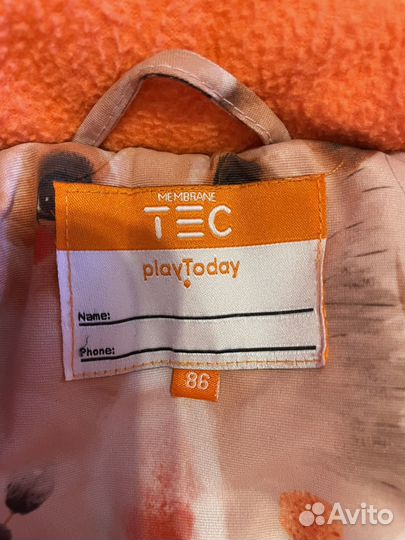 MEMBRANE
TEC
playToday
Name:
Phone:
86
Avito